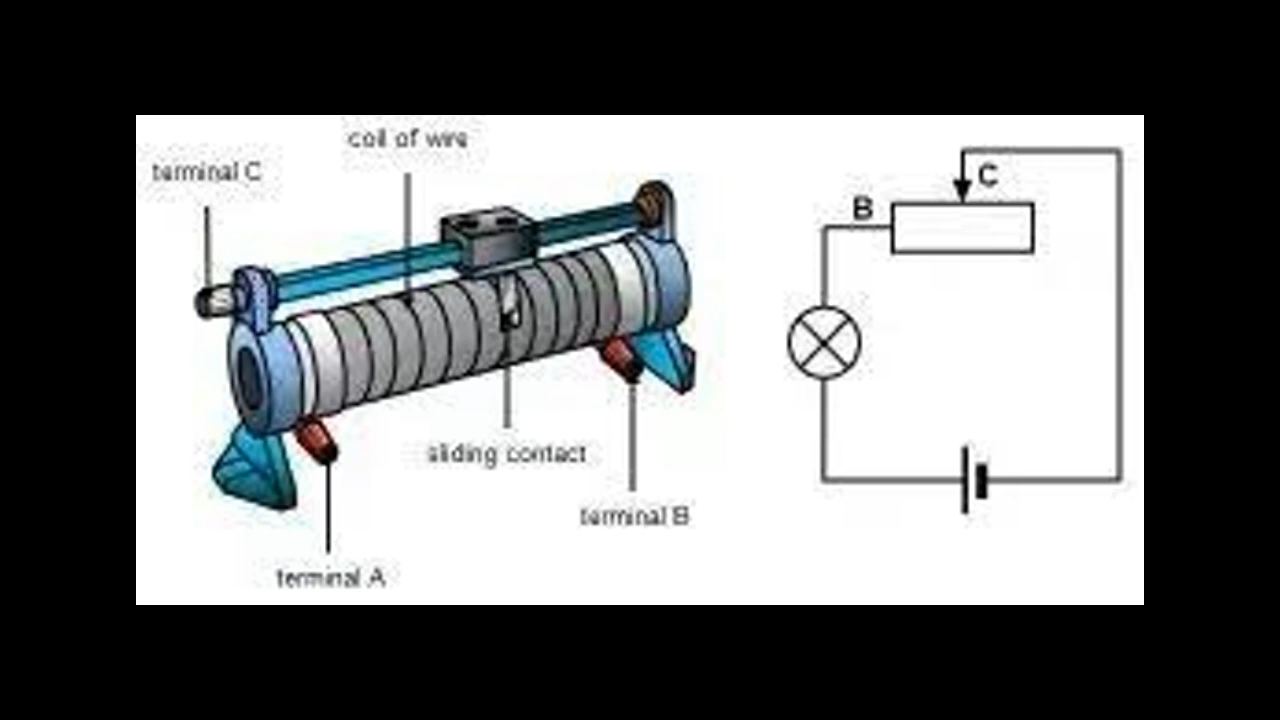 coil of wire
terminal C
C
B
sliding contact
terminal B
terminal A